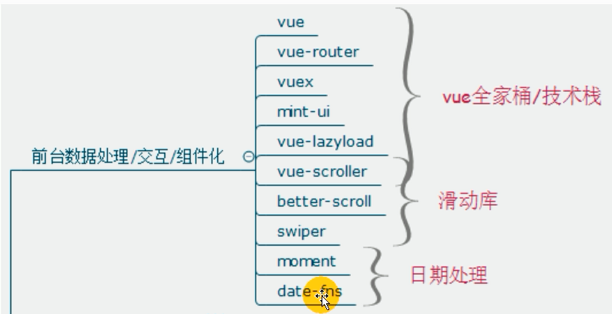 vue
vue-router
vuex
mint-ui
vue-lazyload
vue-scroller
better-scroll
swiper
moment
date-fns
前台数据处理/交互/组件化
vue全家桶/技术栈
滑动库
日期处理